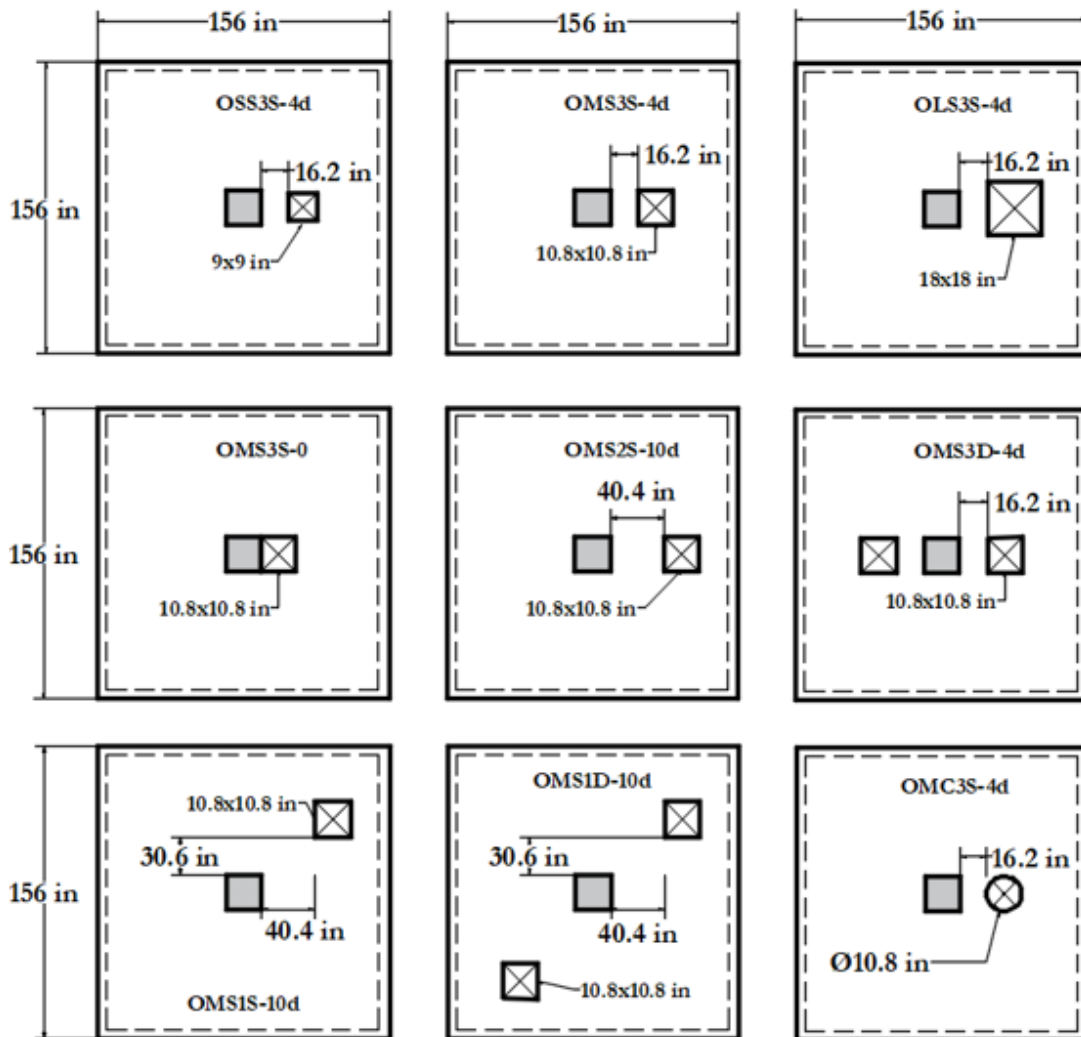 156 in
156 in
156 in
156 in
OSS3S-4d
16.2 in
9x9 in
OMS3S-4d
16.2 in
10.8x10.8 in
OLS3S-4d
16.2 in
18x18 in
156 in
OMS3S-0
10.8x10.8 in
OMS2S-10d
40.4 in
10.8x10.8 in
OMS3D-4d
16.2 in
10.8x10.8 in
156 in
10.8x10.8 in
30.6 in
40.4 in
OMS1S-10d
OMS1D-10d
30.6 in
40.4 in
10.8x10.8 in
OMC3S-4d
16.2 in
Ø10.8 in